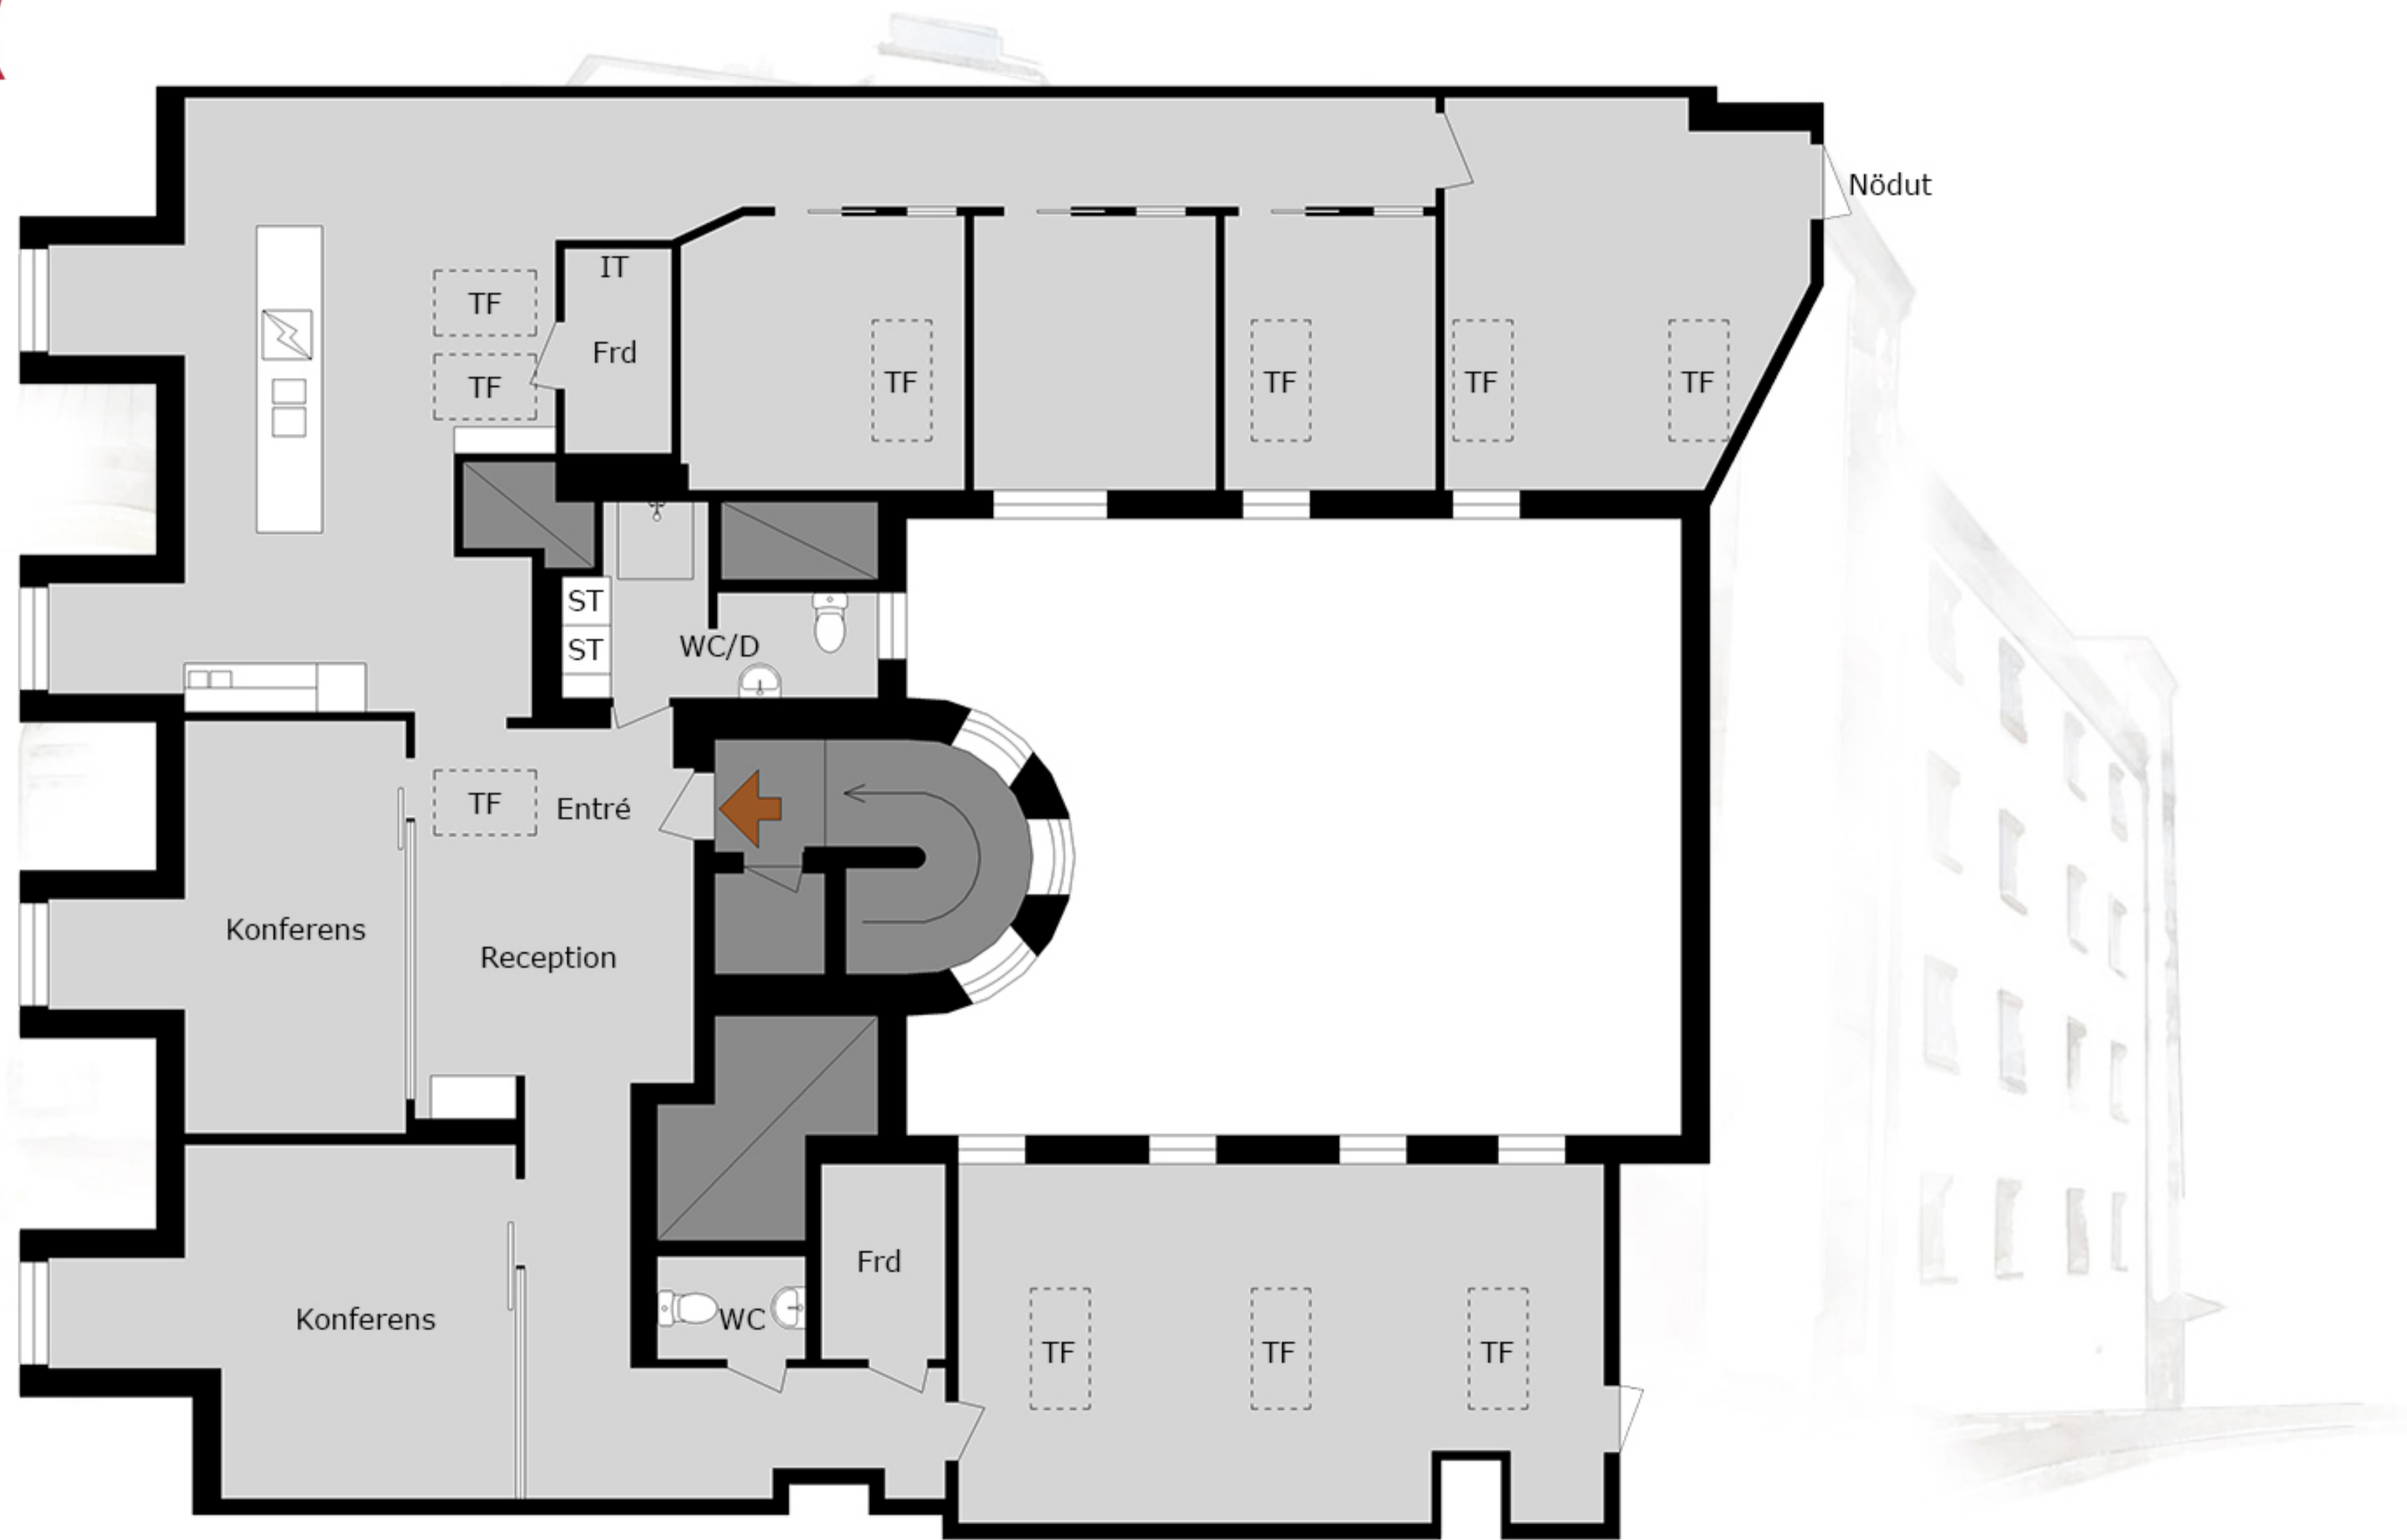 Nödut
IT
TF
Frd
TF
TF
TF
TF
TF
ST
WC/D
ST
TF
Entré
Konferens
Reception
Frd
Konferens
WC
TF
TF
TF